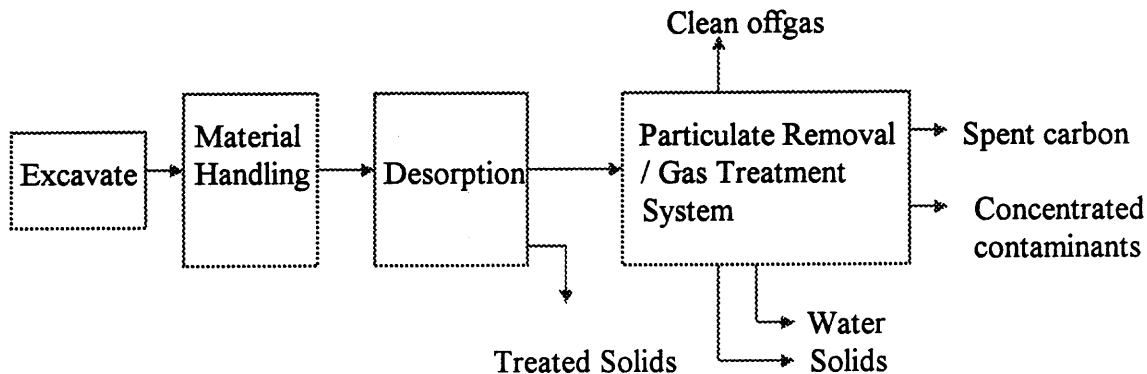 Clean offgas
Excavate
Material
Handling
Desorption
Particulate Removal
/ Gas Treatment
System
Spent carbon
Concentrated
contaminants
Water
Treated Solids
Solids